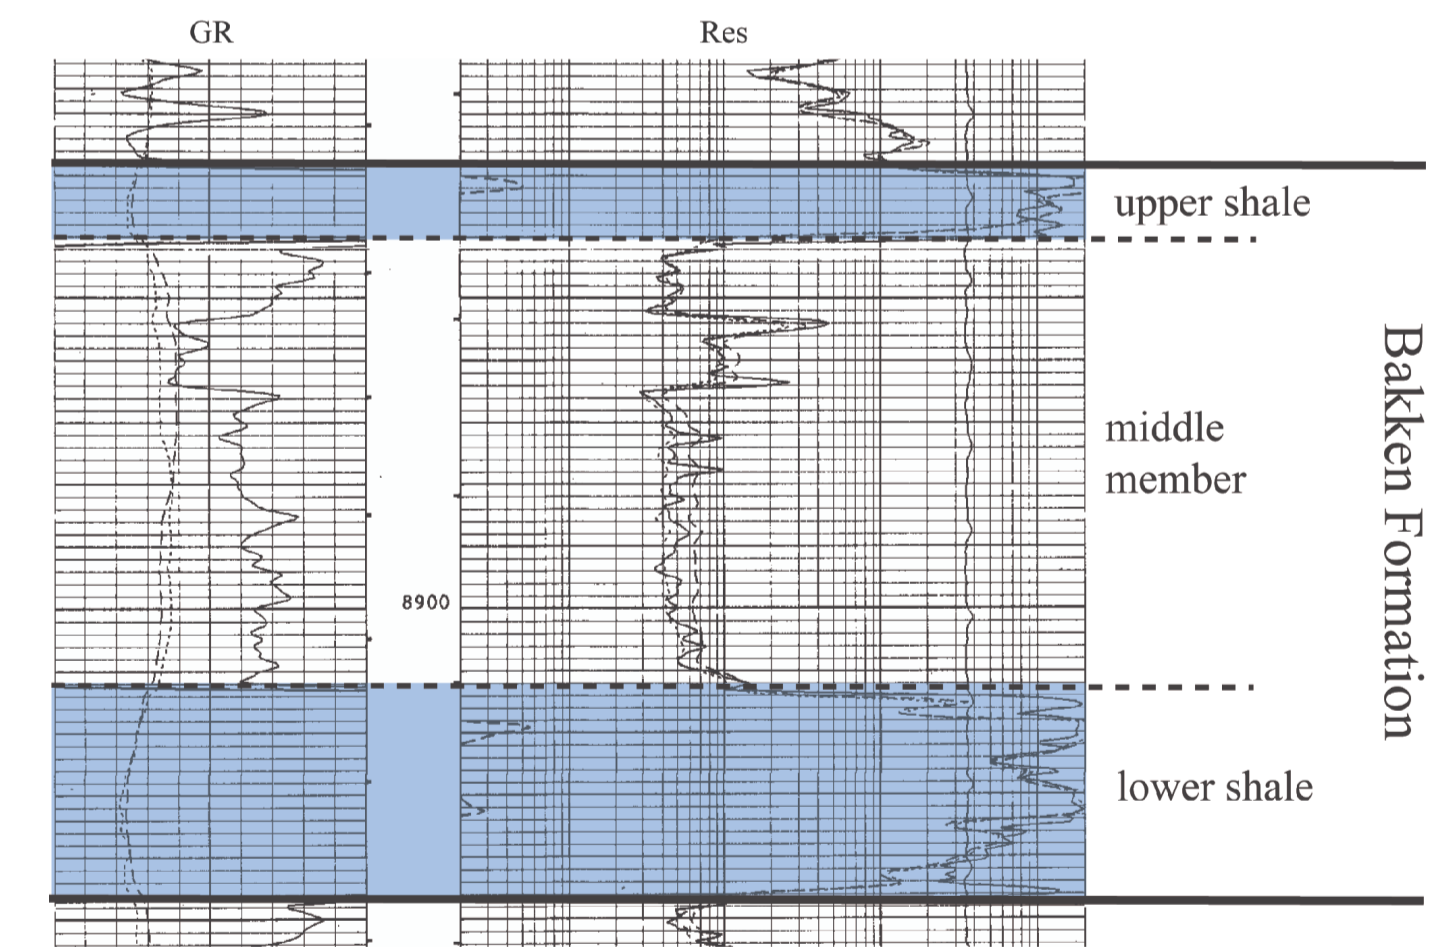 GR
Res
upper shale
middle
member
8900
lower shale
Bakken Formation